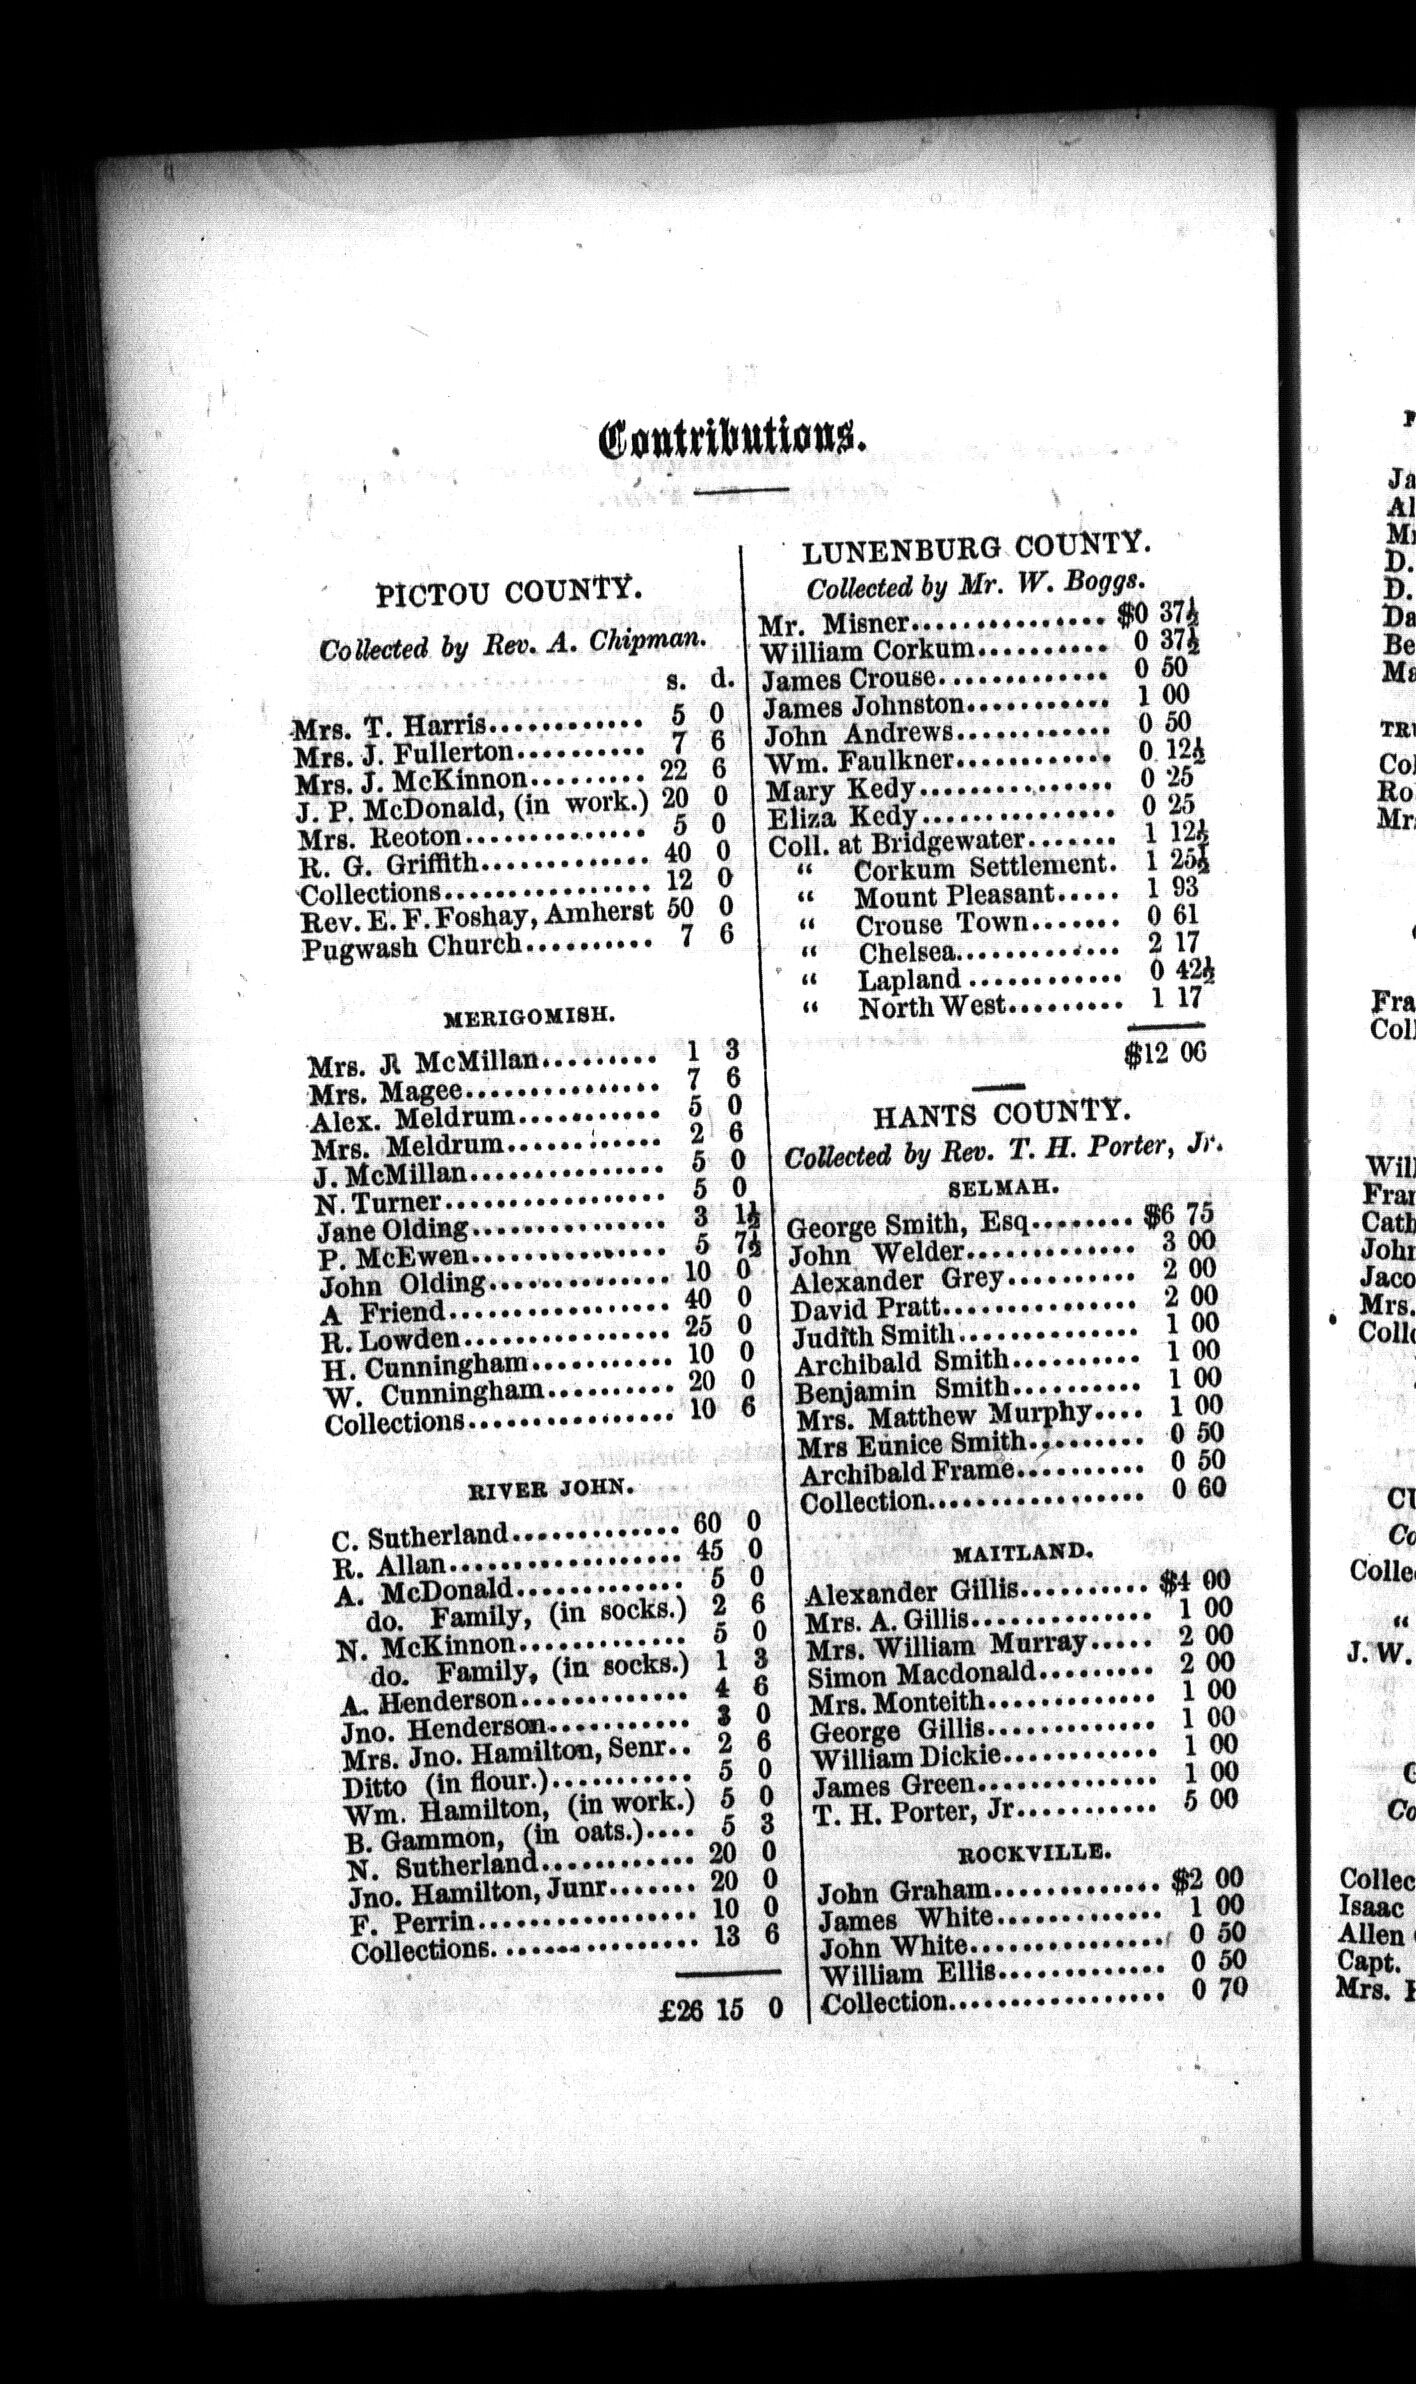 Contributions.
PICTOU COUNTY.
Collected by Rev. A. Chipman.
s. d.
Mrs. T. Harris............ 5 0
Mrs. J. Fullerton.......... 7 6
Mrs. J. McKinnon......... 22 6
J. P. McDonald, (in work.) 20 0
Mrs. Reoton.............. 5 0
R. G. Griffith............. 40 0
Collections................ 12 0
Rev. E. F. Foshay, Amherst 50 0
Pugwash Church.......... 7 6
MERIGOMISH.
Mrs. J. McMillan......... 1 3
Mrs. Magee............... 7 6
Alex. Meldrum........... 5 0
Mrs. Meldrum............ 2 6
J. McMillan............... 5 0
N. Turner................. 5 0
Jane Olding............... 3 1½
P. McEwen............... 5 7½
John Olding.............. 10 0
A Friend.................. 40 0
R. Lowden................ 25 0
H. Cunningham........... 10 0
W. Cunningham.......... 20 0
Collections................ 10 6
RIVER JOHN.
C. Sutherland............. 60 0
R. Allan.................. 45 0
A. McDonald............. 5 0
do. Family, (in socks.) 2 6
N. McKinnon............. 5 0
do. Family, (in socks.) 1 3
A. Henderson............. 4 6
Jno. Henderson........... 3 0
Mrs. Jno. Hamilton, Senr.. 2 6
Ditto (in flour.)........... 5 0
Wm. Hamilton, (in work.) 5 0
B. Gammon, (in oats.).... 5 3
N. Sutherland............ 20 0
Jno. Hamilton, Junr....... 20 0
F. Perrin................. 10 0
Collections................ 13 6
£26 15 0
LUNENBURG COUNTY.
Collected by Mr. W. Boggs.
Mr. Misner............... $0 37½
William Corkum.......... 0 37½
James Crouse............. 0 50
James Johnston........... 1 00
John Andrews............ 0 50
Wm. Faulkner............ 0 12½
Mary Kedy............... 0 25
Eliza Kedy............... 0 25
Coll. at Bridgewater....... 1 12½
“ Corkum Settlement. 1 25½
“ Mount Pleasant..... 1 93
“ Crouse Town....... 0 61
“ Chelsea............. 2 17
“ Lapland ............ 0 42½
“ North West......... 1 17
$12 06
HANTS COUNTY.
Collected by Rev. T. H. Porter, Jr.
SELMAH.
George Smith, Esq........ $6 75
John Welder............. 3 00
Alexander Grey.......... 2 00
David Pratt............... 2 00
Judith Smith.............. 1 00
Archibald Smith.......... 1 00
Benjamin Smith.......... 1 00
Mrs. Matthew Murphy.... 1 00
Mrs Eunice Smith......... 0 50
Archibald Frame.......... 0 50
Collection................. 0 60
MAITLAND.
Alexander Gillis.......... $4 00
Mrs. A. Gillis.............. 1 00
Mrs. William Murray..... 2 00
Simon Macdonald......... 2 00
Mrs. Monteith............. 1 00
George Gillis............. 1 00
William Dickie............ 1 00
James Green.............. 1 00
T. H. Porter, Jr........... 5 00
ROCKVILLE.
John Graham............. $2 00
James White............. 1 00
John White............... 0 50
William Ellis............. 0 50
Collection................. 0 70